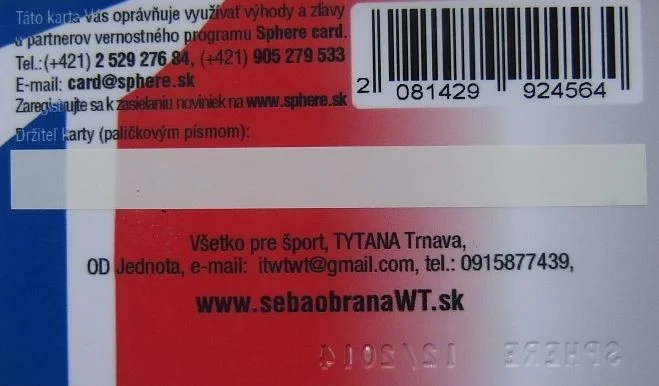 Táto karta Vás oprávňuje využívať výhody a zľavy
u partnerov vernostného programu Sphere card.
Tel.:(+421) 2 529 276 84, (+421) 905 279 533
E-mail: card@sphere.sk
Zaregistrujte sa k zasielaniu noviniek na www.sphere.sk
2 081429 924564
Držiteľ karty (paličkovým písmom):
Všetko pre šport, TYTANA Trnava,
OD Jednota, e-mail: itwtwt@gmail.com, tel.: 0915877439,
www.sebaobranaWT.sk
SPHERE 12/2014